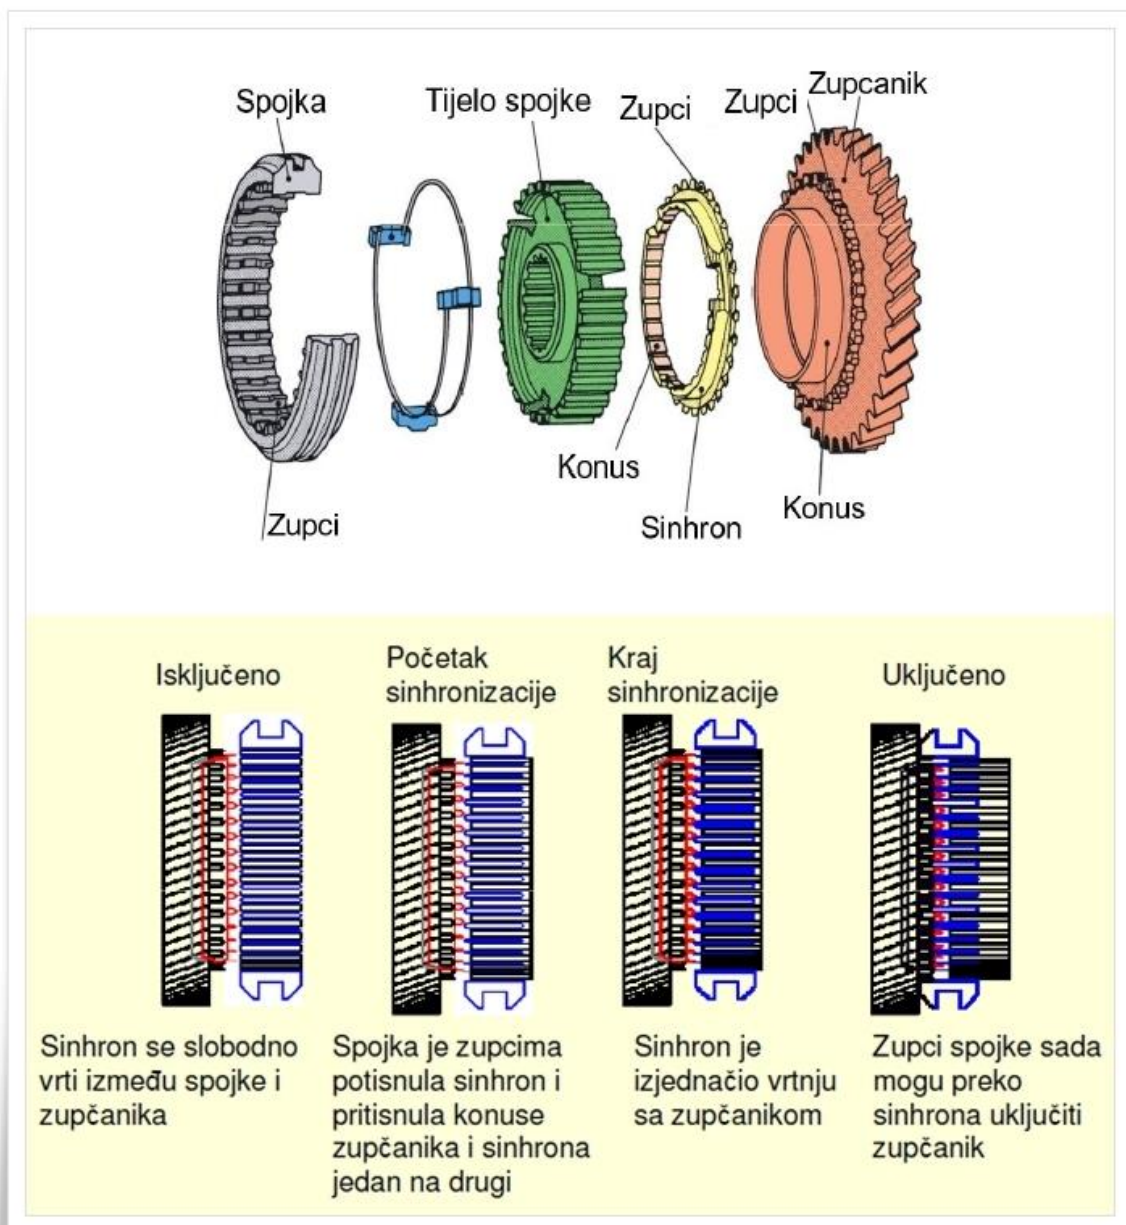 Spojka
Tijelo spojke
Zupci
Zupci
Zupcanik
Konus
Konus
Sinhron
Zupci
Isključeno
Početak
sinhronizacije
Kraj
sinhronizacije
Uključeno
Sinhron se slobodno
vrti između spojke i
zupčanika
Spojka je zupcima
potisnula sinhron i
pritisnula konuse
zupčanika i sinhrona
jedan na drugi
Sinhron je
izjednačio vrtnju
sa zupčanikom
Zupci spojke sada
mogu preko
sinhrona uključiti
zupčanik